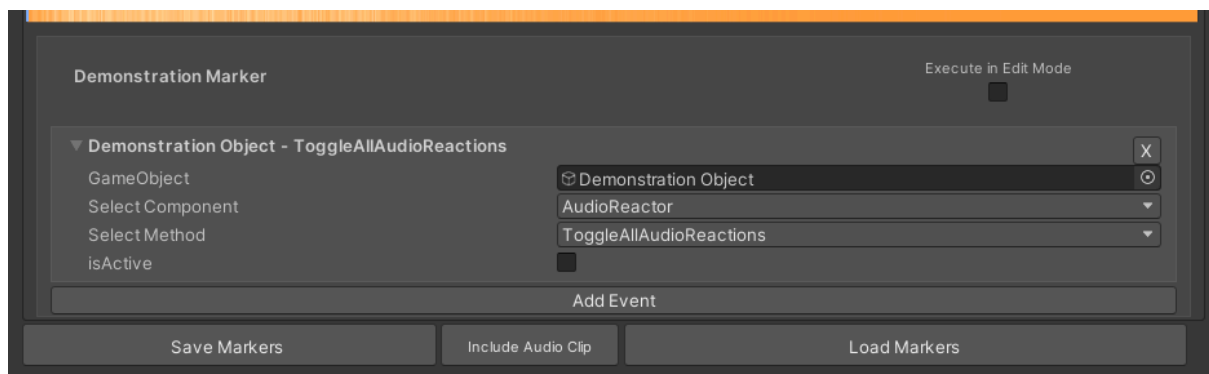 Demonstration Marker
Execute in Edit Mode
Demonstration Object - ToggleAllAudioReactions
X
GameObject
Demonstration Object
Select Component
AudioReactor
Select Method
ToggleAllAudioReactions
isActive
Add Event
Save Markers
Include Audio Clip
Load Markers